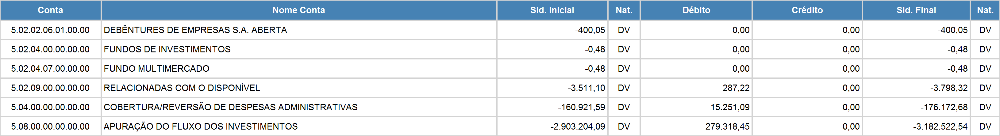 Conta Nome Conta Sld. Inicial Nat. Débito Crédito Sld. Final Nat.
5.02.02.06.01.00.00 DEBÊNTURES DE EMPRESAS S.A. ABERTA -400,05 DV 0,00 0,00 -400,05 DV
5.02.04.00.00.00.00 FUNDOS DE INVESTIMENTOS -0,48 DV 0,00 0,00 -0,48 DV
5.02.04.07.00.00.00 FUNDO MULTIMERCADO -0,48 DV 0,00 0,00 -0,48 DV
5.02.09.00.00.00.00 RELACIONADAS COM O DISPONÍVEL -3.511,10 DV 287,22 0,00 -3.798,32 DV
5.04.00.00.00.00.00 COBERTURA/REVERSÃO DE DESPESAS ADMINISTRATIVAS -160.921,59 DV 15.251,09 0,00 -176.172,68 DV
5.08.00.00.00.00.00 APURAÇÃO DO FLUXO DOS INVESTIMENTOS -2.903.204,09 DV 279.318,45 0,00 -3.182.522,54 DV